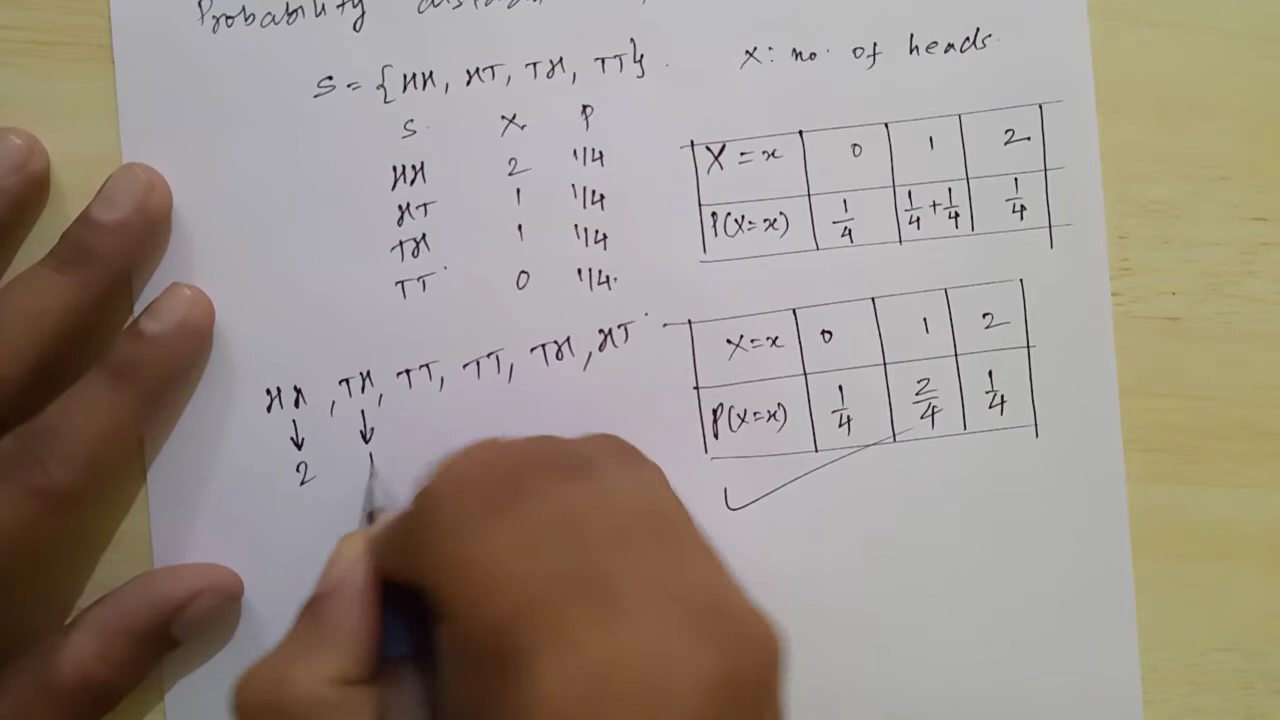 Probability
S = {HH, HT, TH, TT}. X: no. of heads.
S. X P
HH 2 1/4
HT 1 1/4
TH 1 1/4
TT 0 1/4.
X = x 0 1 2
P(X=x) 1/4 1/4+1/4 1/4
HH, TH, TT, TT, TH, HT
↓ ↓
2 1
X=x 0 1 2
P(X=x) 1/4 2/4 1/4